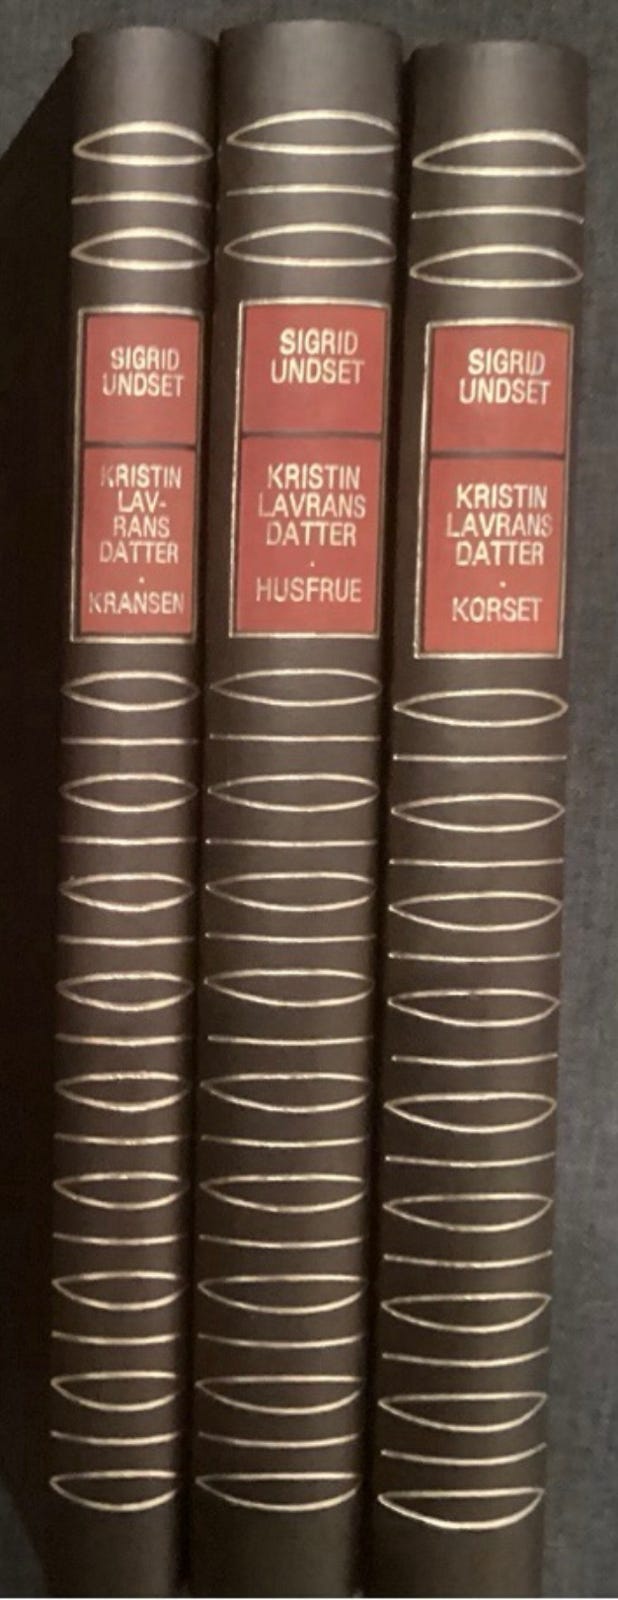 SIGRID
UNDSET
KRISTIN
LAV-
RANS
DATTER
·
KRANSEN
SIGRID
UNDSET
KRISTIN
LAVRANS
DATTER
·
HUSFRUE
SIGRID
UNDSET
KRISTIN
LAVRANS
DATTER
·
KORSET